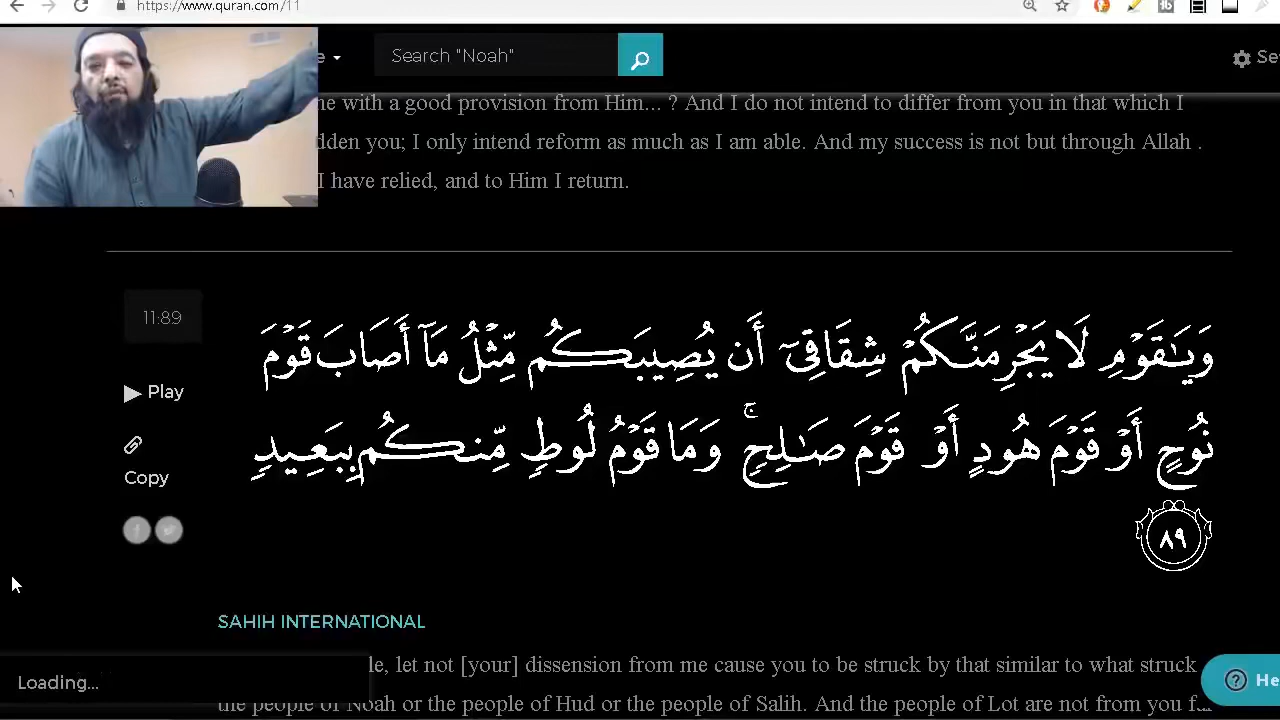 https://www.quran.com/11
e
Search "Noah"
Se
me with a good provision from Him... ? And I do not intend to differ from you in that which I
dden you; I only intend reform as much as I am able. And my success is not but through Allah .
I have relied, and to Him I return.
11:89
وَيَـٰقَوْمِ لَا يَجْرِمَنَّكُمْ شِقَاقِىٓ أَن يُصِيبَكُم مِّثْلُ مَآ أَصَابَ قَوْمَ
Play
نُوحٍ أَوْ قَوْمَ هُودٍ أَوْ قَوْمَ صَـٰلِحٍ ۚ وَمَا قَوْمُ لُوطٍ مِّنكُم بِبَعِيدٍ
Copy
٨٩
SAHIH INTERNATIONAL
le, let not [your] dissension from me cause you to be struck by that similar to what struck
the people of Noah or the people of Hud or the people of Salih. And the people of Lot are not from you
Loading...
He